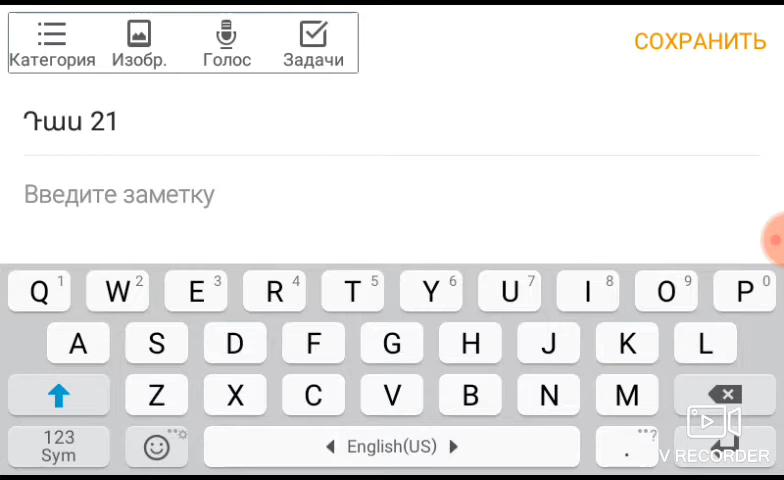 Категория Изобр. Голос Задачи
СОХРАНИТЬ
Դաս 21
Введите заметку
Q 1 W 2 E 3 R 4 T 5 Y 6 U 7 I 8 O 9 P 0
A S D F G H J K L
Z X C V B N M
123
Sym
English(US)
. ?
V RECORDER